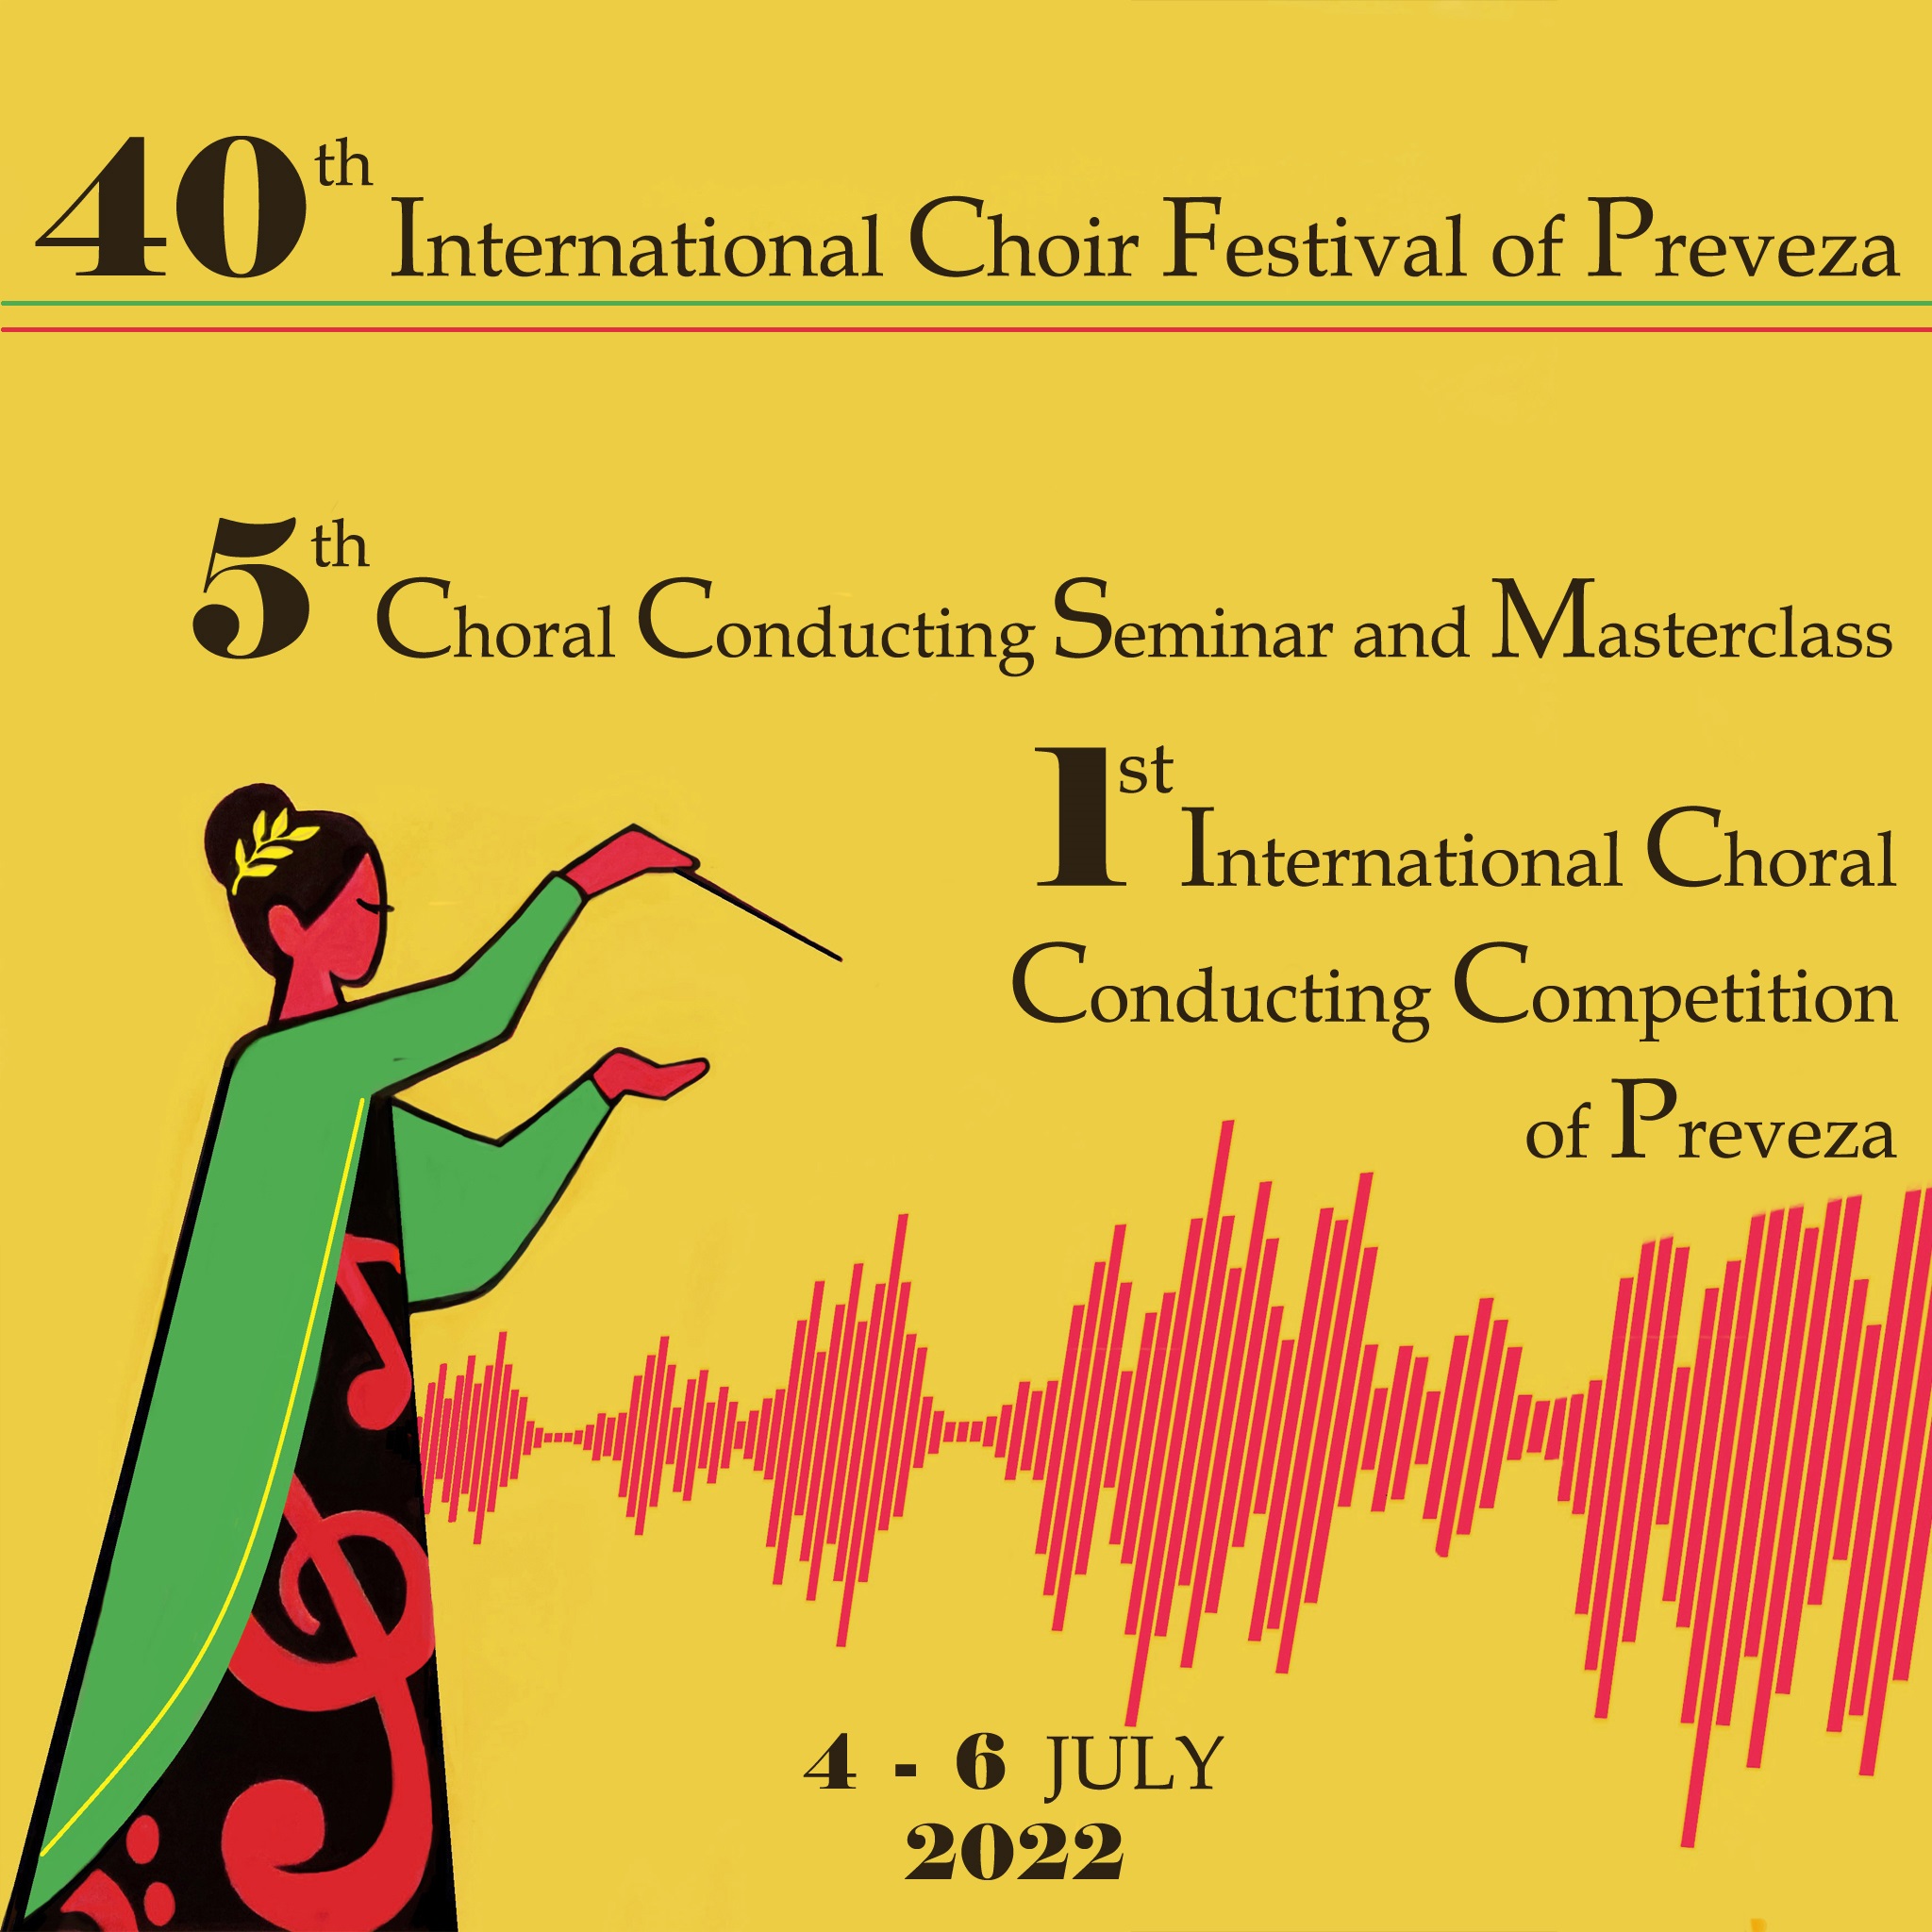 40th International Choir Festival of Preveza
5th Choral Conducting Seminar and Masterclass
1st International Choral
Conducting Competition
of Preveza
4 - 6 JULY
2022